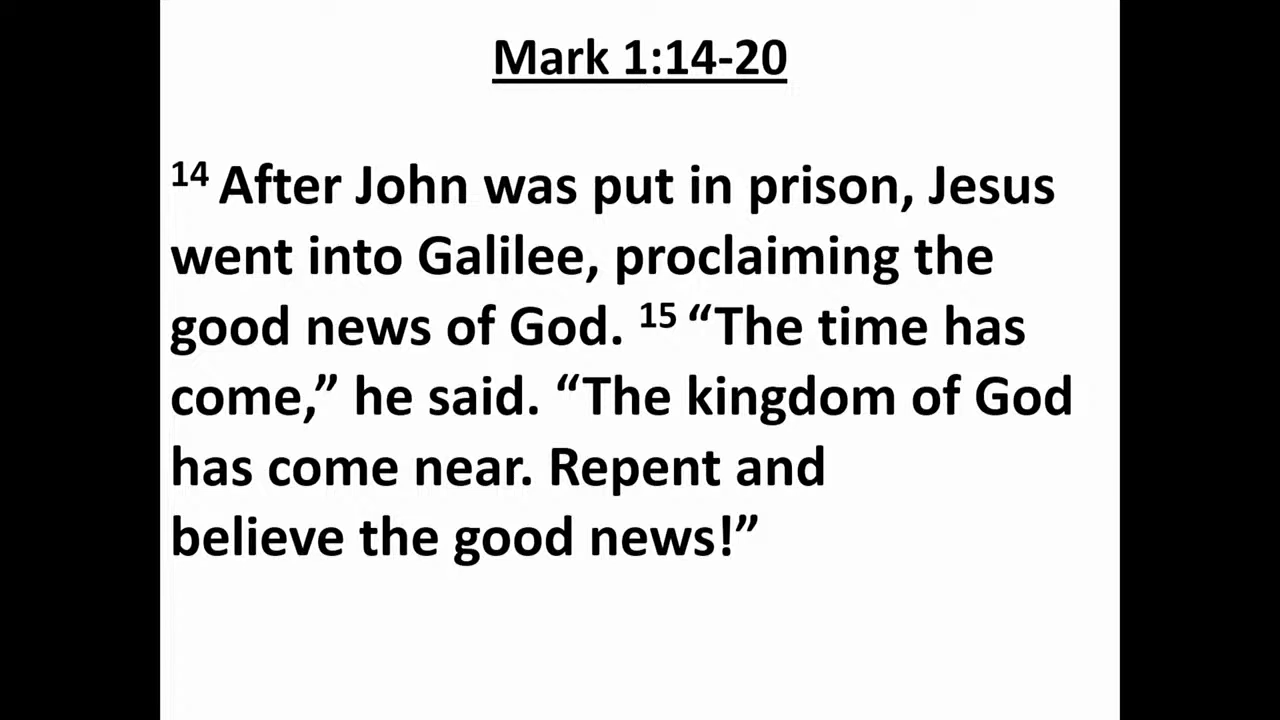 Mark 1:14-20
14 After John was put in prison, Jesus
went into Galilee, proclaiming the
good news of God. 15 “The time has
come,” he said. “The kingdom of God
has come near. Repent and
believe the good news!”